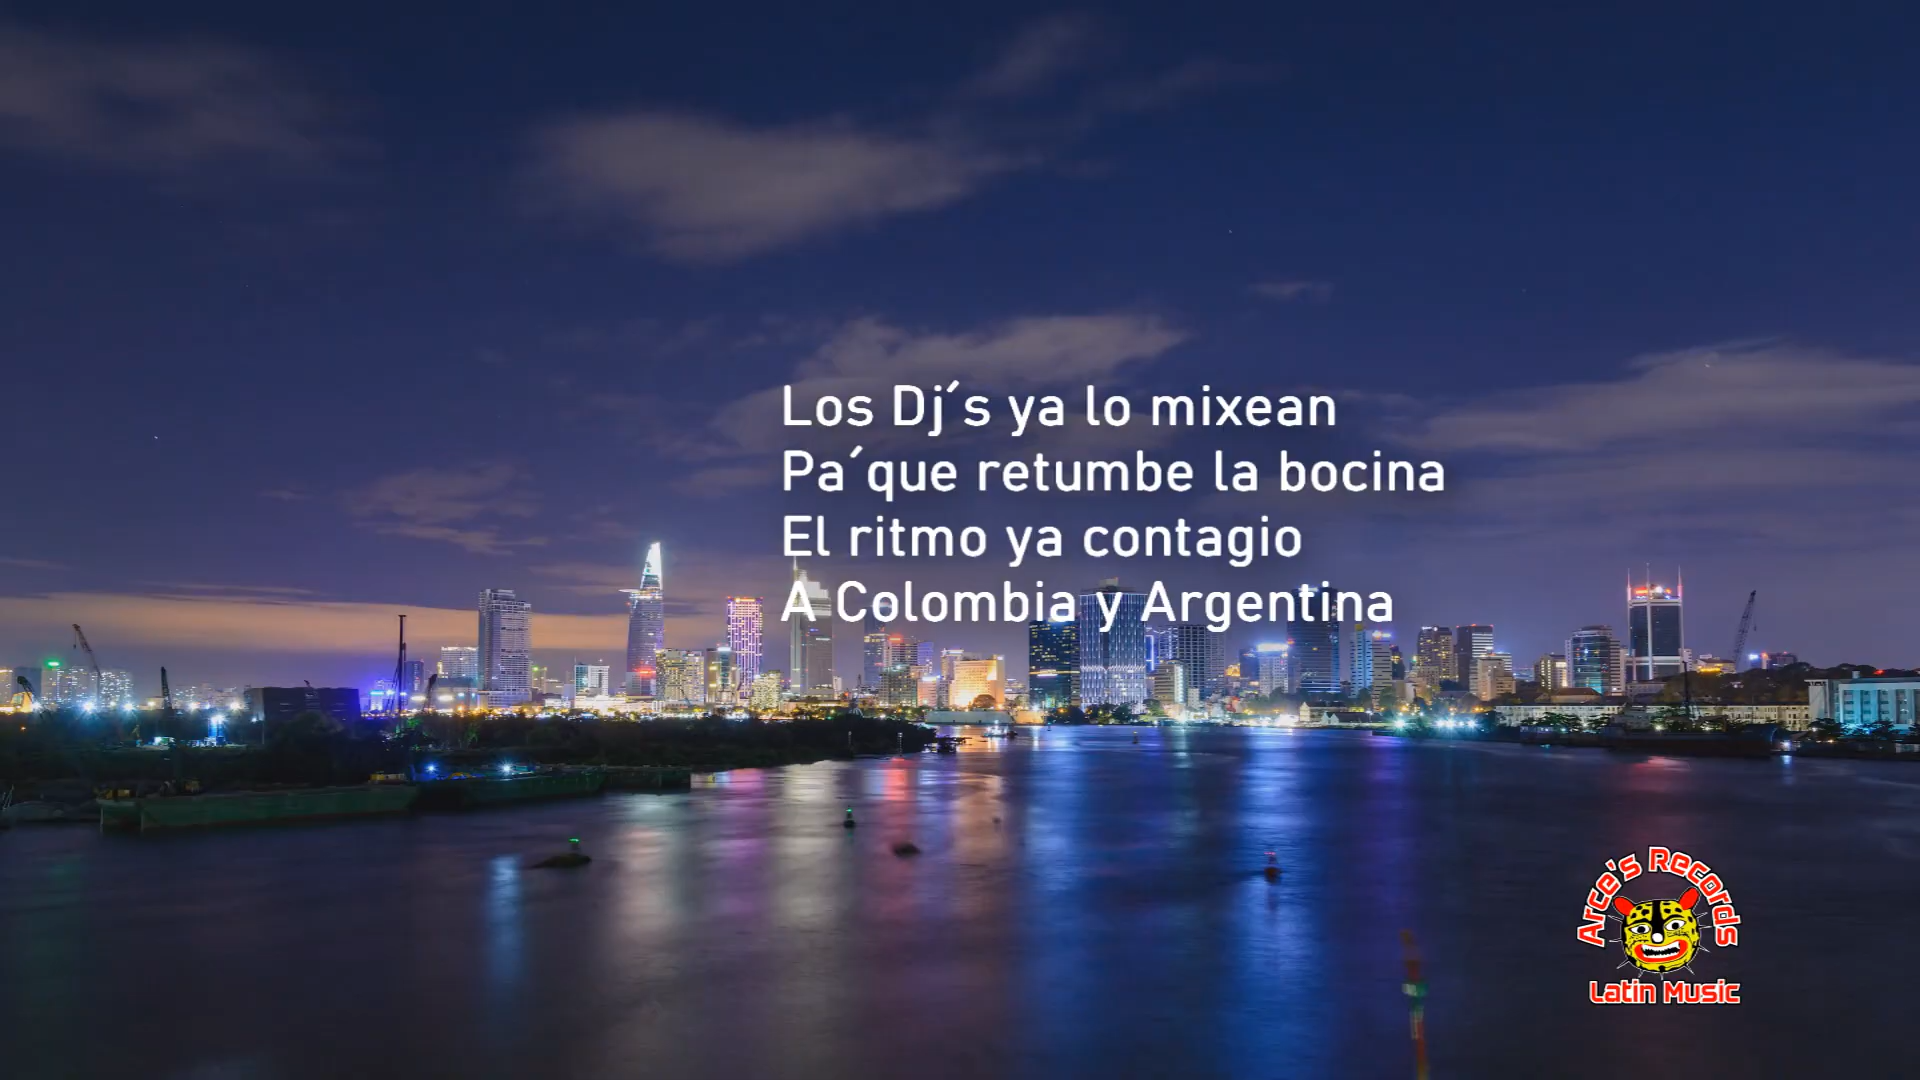 Los Dj´s ya lo mixean
Pa´que retumbe la bocina
El ritmo ya contagio
A Colombia y Argentina
Arce's Records
Latin Music